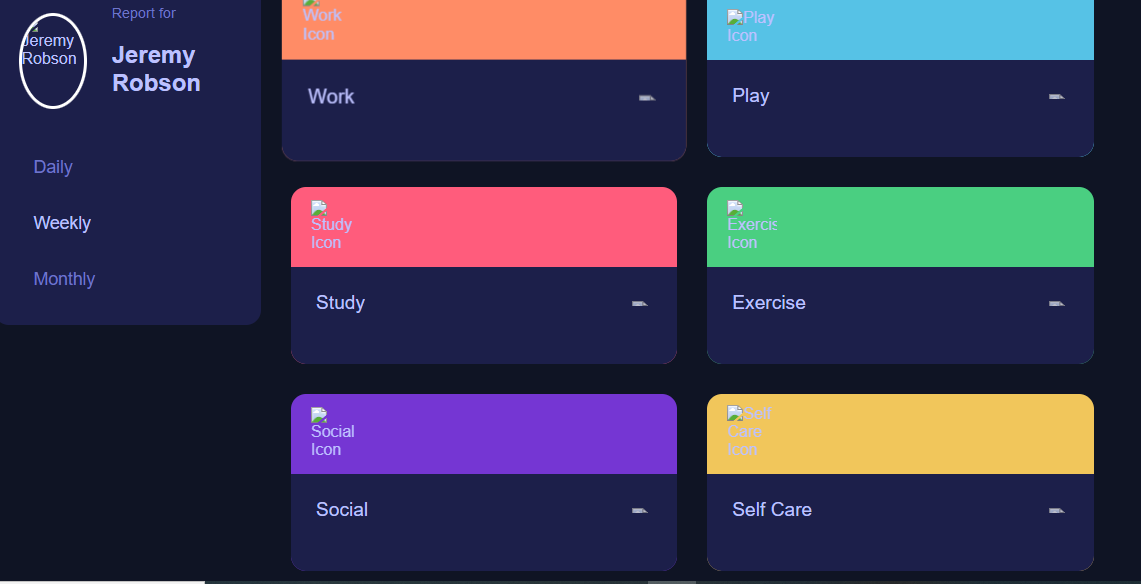 Report for
Jeremy
Robson
Jeremy
Robson
Daily
Weekly
Monthly
Work
Icon
Work
Play
Icon
Play
Study
Icon
Study
Exercis
Icon
Exercise
Social
Icon
Social
Self
Care
Icon
Self Care